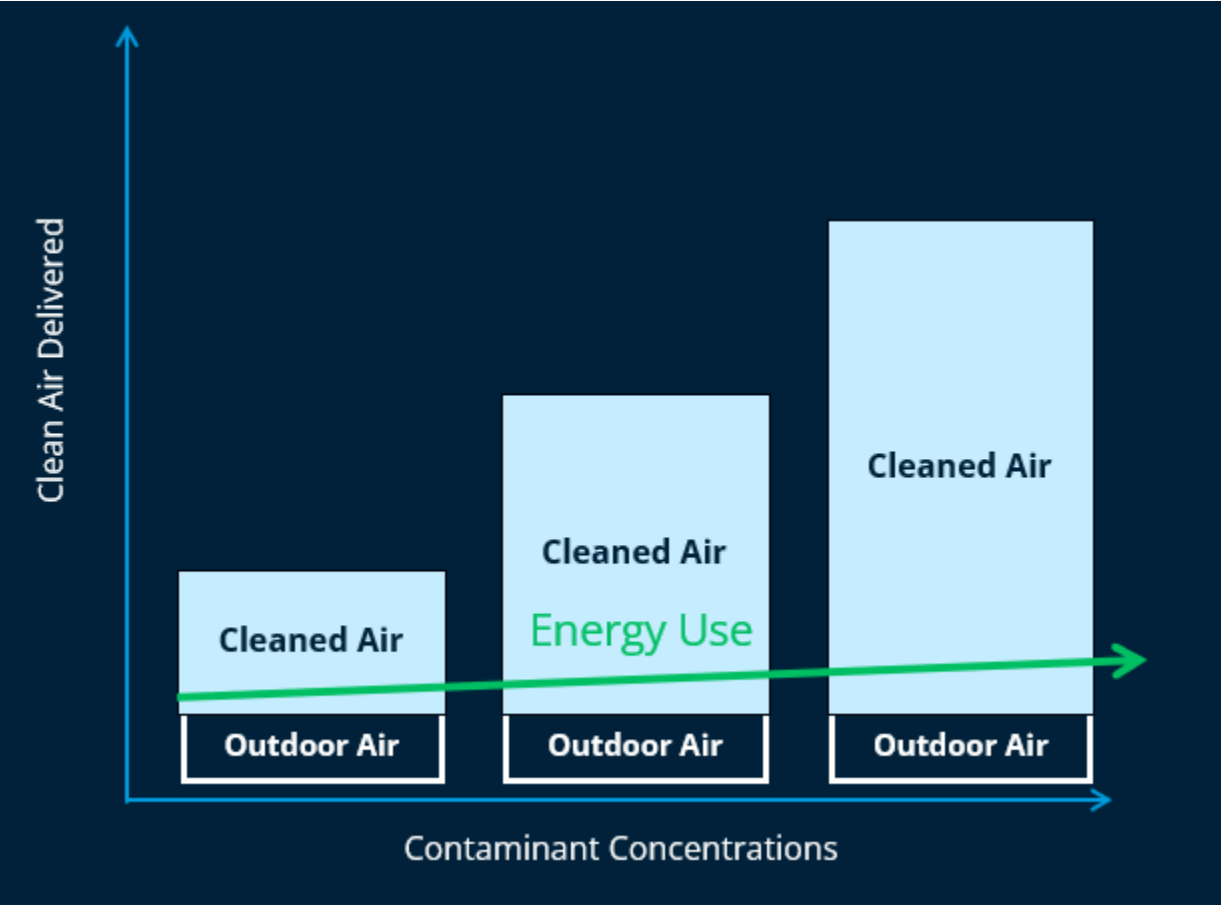 Clean Air Delivered
Cleaned Air
Cleaned Air
Energy Use
Cleaned Air
Outdoor Air
Outdoor Air
Outdoor Air
Contaminant Concentrations